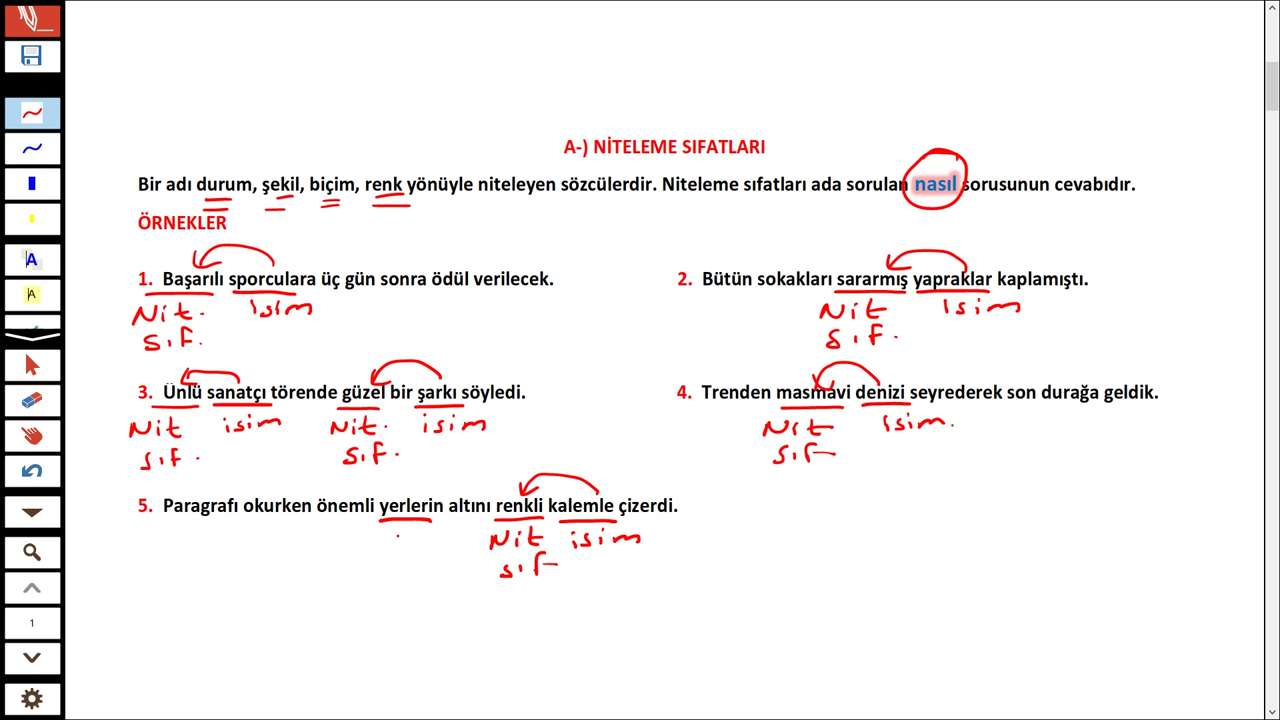 A-) NİTELEME SIFATLARI
Bir adı durum, şekil, biçim, renk yönüyle niteleyen sözcülerdir. Niteleme sıfatları ada sorulan nasıl sorusunun cevabıdır.
ÖRNEKLER
1. Başarılı sporculara üç gün sonra ödül verilecek.
Nit. isim
sıf.
2. Bütün sokakları sararmış yapraklar kaplamıştı.
Nit isim
sıf.
3. Ünlü sanatçı törende güzel bir şarkı söyledi.
Nit isim Nit. isim
sıf. sıf.
4. Trenden masmavi denizi seyrederek son durağa geldik.
Nit isim.
sıf
5. Paragrafı okurken önemli yerlerin altını renkli kalemle çizerdi.
Nit isim
sıf
A
A
1